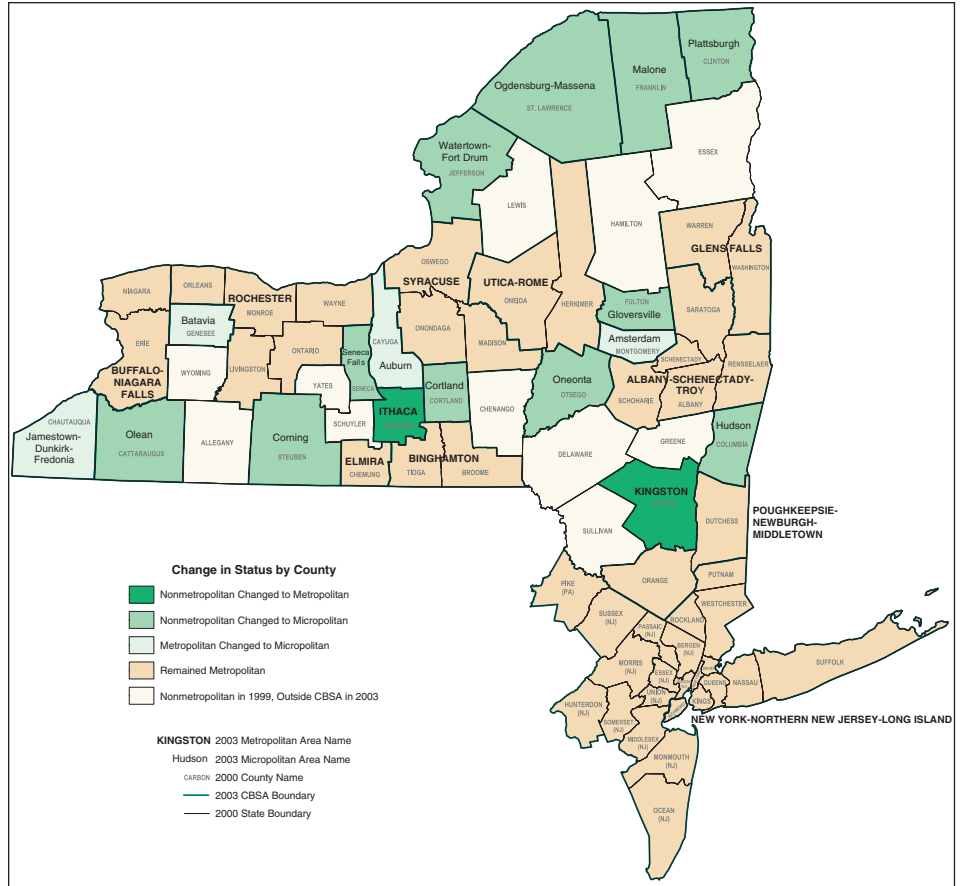 Plattsburgh
CLINTON
Malone
FRANKLIN
Ogdensburg-Massena
ST. LAWRENCE
Watertown-
Fort Drum
JEFFERSON
ESSEX
LEWIS
HAMILTON
WARREN
GLENS FALLS
WASHINGTON
OSWEGO
SYRACUSE
UTICA-ROME
ONEIDA
HERKIMER
FULTON
Gloversville
SARATOGA
NIAGARA
ORLEANS
ROCHESTER
MONROE
WAYNE
Batavia
GENESEE
CAYUGA
Auburn
ONONDAGA
MADISON
Amsterdam
MONTGOMERY
SCHENECTADY
RENSSELAER
ERIE
BUFFALO-
NIAGARA
FALLS
WYOMING
LIVINGSTON
ONTARIO
Seneca
Falls
SENECA
YATES
Cortland
CORTLAND
CHENANGO
Oneonta
OTSEGO
ALBANY-SCHENECTADY-
TROY
SCHOHARIE
ALBANY
CHAUTAUQUA
Jamestown-
Dunkirk-
Fredonia
Olean
CATTARAUGUS
ALLEGANY
Corning
STEUBEN
SCHUYLER
ITHACA
ELMIRA
CHEMUNG
BINGHAMTON
TIOGA
BROOME
DELAWARE
GREENE
Hudson
COLUMBIA
KINGSTON
SULLIVAN
DUTCHESS
POUGHKEEPSIE-
NEWBURGH-
MIDDLETOWN
ORANGE
PUTNAM
PIKE
(PA)
SUSSEX
(NJ)
PASSAIC
(NJ)
ROCKLAND
WESTCHESTER
BERGEN
(NJ)
MORRIS
(NJ)
ESSEX
(NJ)
UNION
(NJ)
QUEENS
KINGS
NASSAU
SUFFOLK
HUNTERDON
(NJ)
SOMERSET
(NJ)
MIDDLESEX
(NJ)
MONMOUTH
(NJ)
OCEAN
(NJ)
NEW YORK-NORTHERN NEW JERSEY-LONG ISLAND
Change in Status by County
Nonmetropolitan Changed to Metropolitan
Nonmetropolitan Changed to Micropolitan
Metropolitan Changed to Micropolitan
Remained Metropolitan
Nonmetropolitan in 1999, Outside CBSA in 2003
KINGSTON 2003 Metropolitan Area Name
Hudson 2003 Micropolitan Area Name
CARBON 2000 County Name
2003 CBSA Boundary
2000 State Boundary